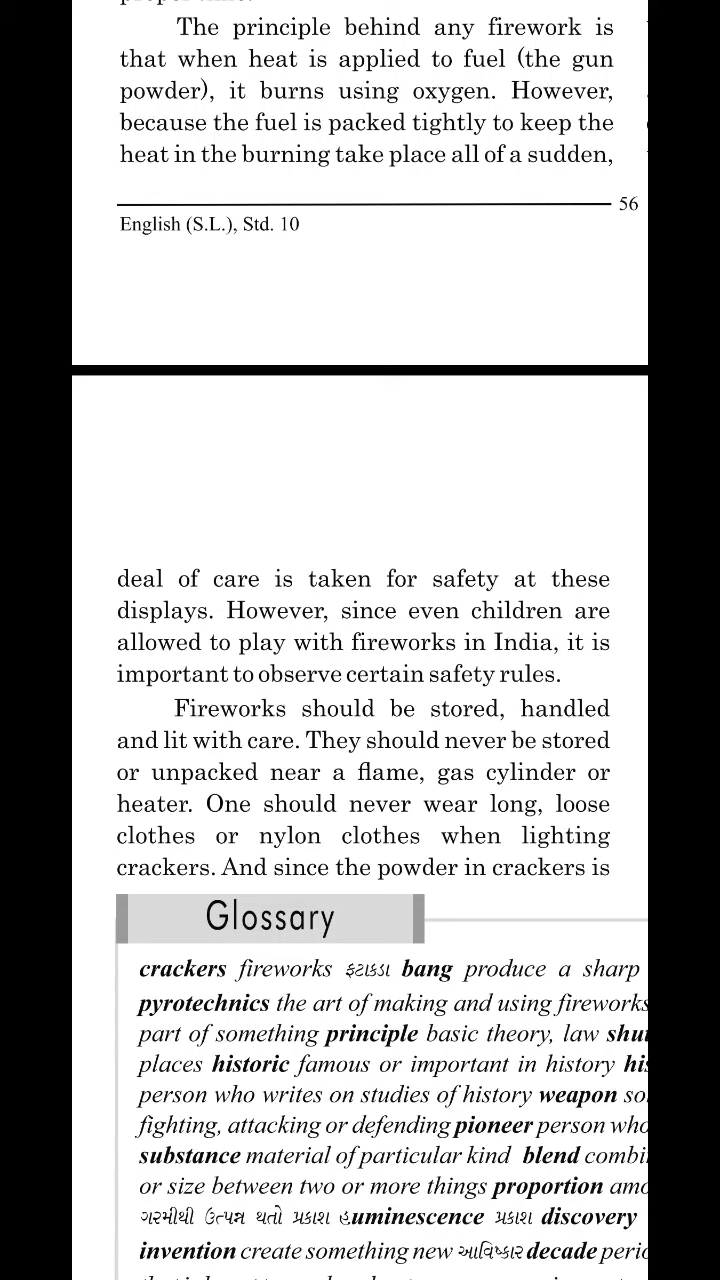 The principle behind any firework is
that when heat is applied to fuel (the gun
powder), it burns using oxygen. However,
because the fuel is packed tightly to keep the
heat in the burning take place all of a sudden,
56
English (S.L.), Std. 10
deal of care is taken for safety at these
displays. However, since even children are
allowed to play with fireworks in India, it is
important to observe certain safety rules.
Fireworks should be stored, handled
and lit with care. They should never be stored
or unpacked near a flame, gas cylinder or
heater. One should never wear long, loose
clothes or nylon clothes when lighting
crackers. And since the powder in crackers is
Glossary
crackers fireworks ફટાકડા bang produce a sharp
pyrotechnics the art of making and using fireworks
part of something principle basic theory, law
places historic famous or important in history
person who writes on studies of history weapon
fighting, attacking or defending pioneer person who
substance material of particular kind blend
or size between two or more things proportion
ગરમીથી ઉત્પન્ન થતો પ્રકાશ uminescence પ્રકાશ discovery
invention create something new આવિષ્કાર decade